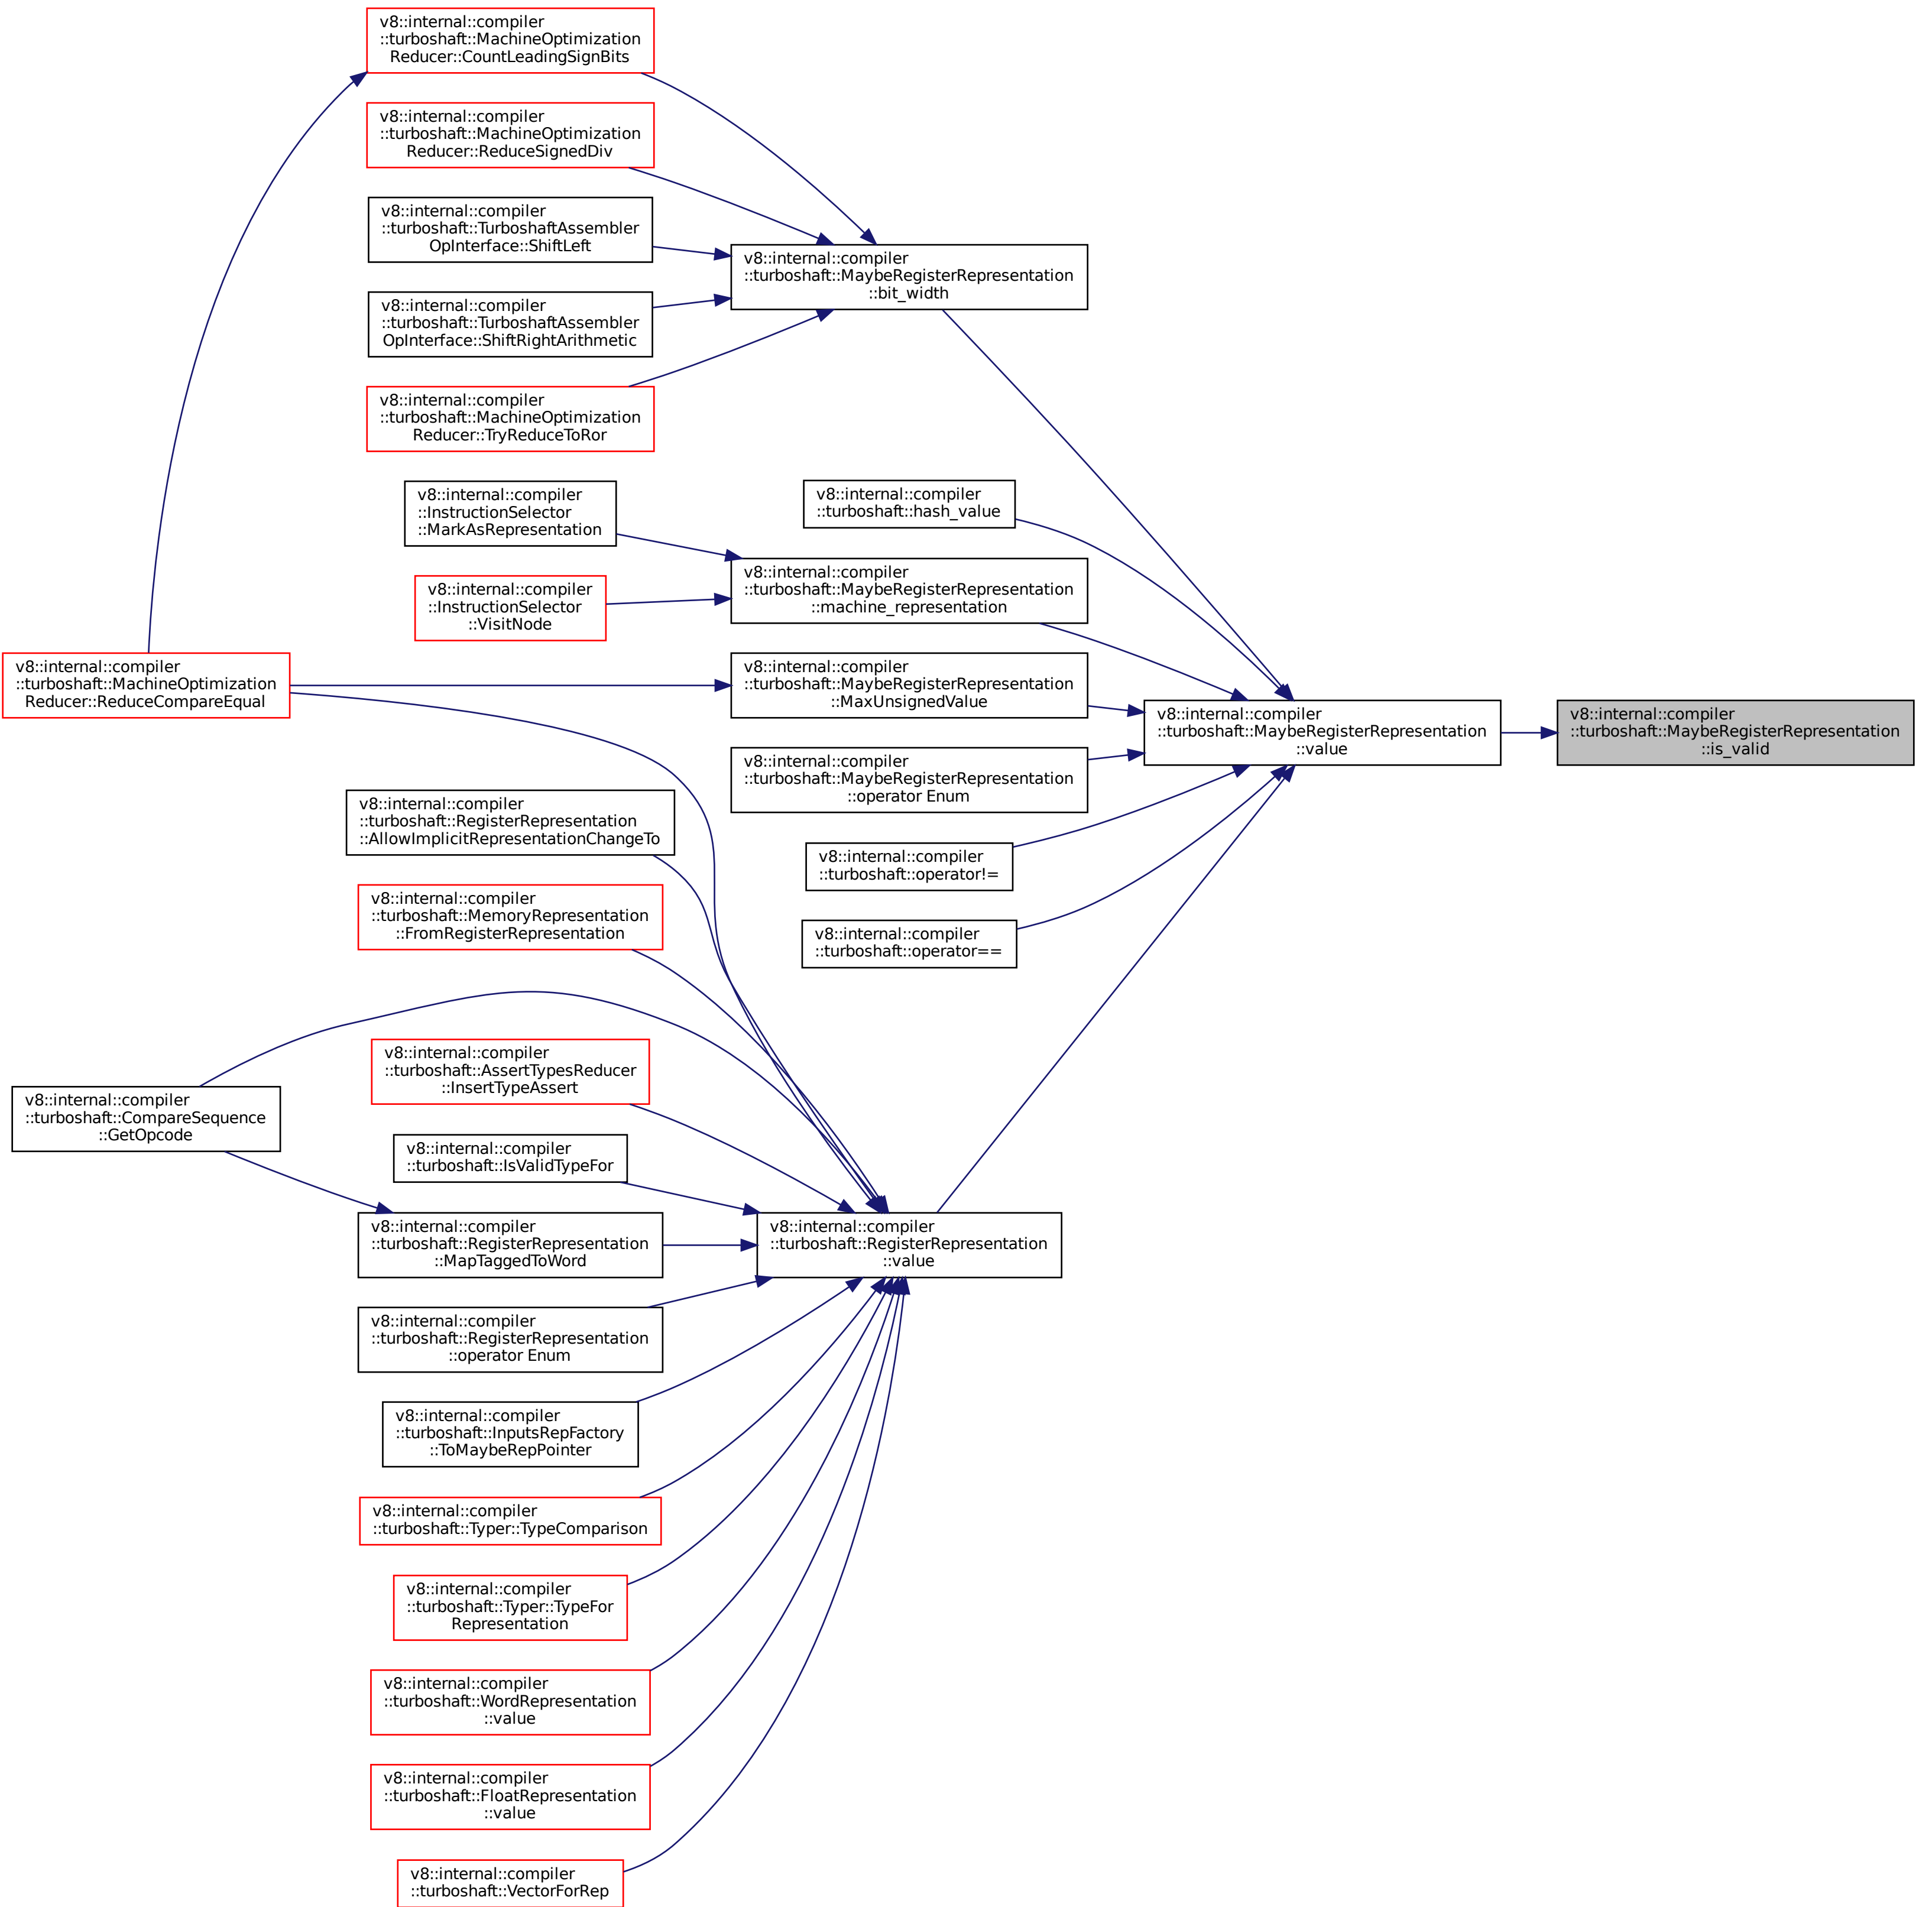 v8::internal::compiler
::turboshaft::MachineOptimization
Reducer::CountLeadingSignBits
v8::internal::compiler
::turboshaft::MachineOptimization
Reducer::ReduceSignedDiv
v8::internal::compiler
::turboshaft::TurboshaftAssembler
OpInterface::ShiftLeft
v8::internal::compiler
::turboshaft::MaybeRegisterRepresentation
::bit_width
v8::internal::compiler
::turboshaft::TurboshaftAssembler
OpInterface::ShiftRightArithmetic
v8::internal::compiler
::turboshaft::MachineOptimization
Reducer::TryReduceToRor
v8::internal::compiler
::InstructionSelector
::MarkAsRepresentation
v8::internal::compiler
::turboshaft::hash_value
v8::internal::compiler
::turboshaft::MaybeRegisterRepresentation
::machine_representation
v8::internal::compiler
::InstructionSelector
::VisitNode
v8::internal::compiler
::turboshaft::MachineOptimization
Reducer::ReduceCompareEqual
v8::internal::compiler
::turboshaft::MaybeRegisterRepresentation
::MaxUnsignedValue
v8::internal::compiler
::turboshaft::MaybeRegisterRepresentation
::value
v8::internal::compiler
::turboshaft::MaybeRegisterRepresentation
::is_valid
v8::internal::compiler
::turboshaft::MaybeRegisterRepresentation
::operator Enum
v8::internal::compiler
::turboshaft::RegisterRepresentation
::AllowImplicitRepresentationChangeTo
v8::internal::compiler
::turboshaft::operator!=
v8::internal::compiler
::turboshaft::MemoryRepresentation
::FromRegisterRepresentation
v8::internal::compiler
::turboshaft::operator==
v8::internal::compiler
::turboshaft::AssertTypesReducer
::InsertTypeAssert
v8::internal::compiler
::turboshaft::CompareSequence
::GetOpcode
v8::internal::compiler
::turboshaft::IsValidTypeFor
v8::internal::compiler
::turboshaft::RegisterRepresentation
::MapTaggedToWord
v8::internal::compiler
::turboshaft::RegisterRepresentation
::value
v8::internal::compiler
::turboshaft::RegisterRepresentation
::operator Enum
v8::internal::compiler
::turboshaft::InputsRepFactory
::ToMaybeRepPointer
v8::internal::compiler
::turboshaft::Typer::TypeComparison
v8::internal::compiler
::turboshaft::Typer::TypeFor
Representation
v8::internal::compiler
::turboshaft::WordRepresentation
::value
v8::internal::compiler
::turboshaft::FloatRepresentation
::value
v8::internal::compiler
::turboshaft::VectorForRep